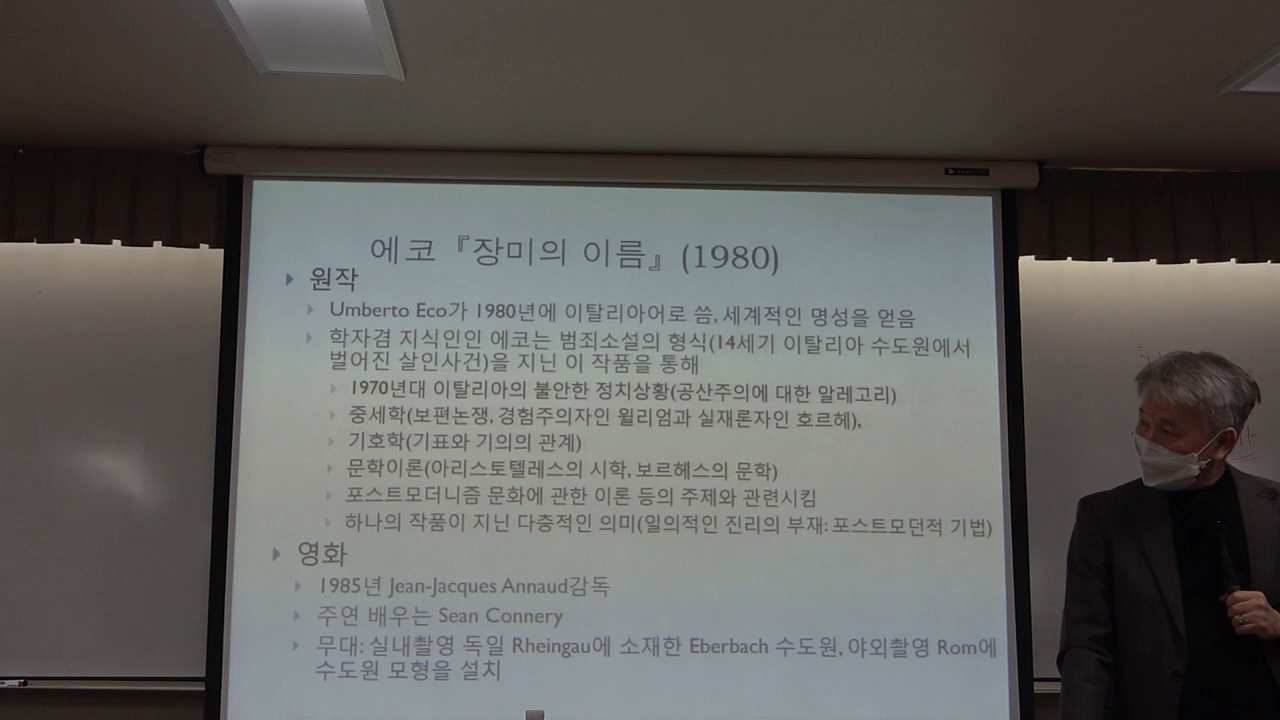 에코『장미의 이름』(1980)
원작
Umberto Eco가 1980년에 이탈리아어로 씀, 세계적인 명성을 얻음
학자겸 지식인인 에코는 범죄소설의 형식(14세기 이탈리아 수도원에서
벌어진 살인사건)을 지닌 이 작품을 통해
1970년대 이탈리아의 불안한 정치상황(공산주의에 대한 알레고리)
중세학(보편논쟁, 경험주의자인 윌리엄과 실재론자인 호르헤),
기호학(기표와 기의의 관계)
문학이론(아리스토텔레스의 시학, 보르헤스의 문학)
포스트모더니즘 문화에 관한 이론 등의 주제와 관련시킴
하나의 작품이 지닌 다층적인 의미(일의적인 진리의 부재: 포스트모던적 기법)
영화
1985년 Jean-Jacques Annaud감독
주연 배우는 Sean Connery
무대: 실내촬영 독일 Rheingau에 소재한 Eberbach 수도원, 야외촬영 Rom에
수도원 모형을 설치